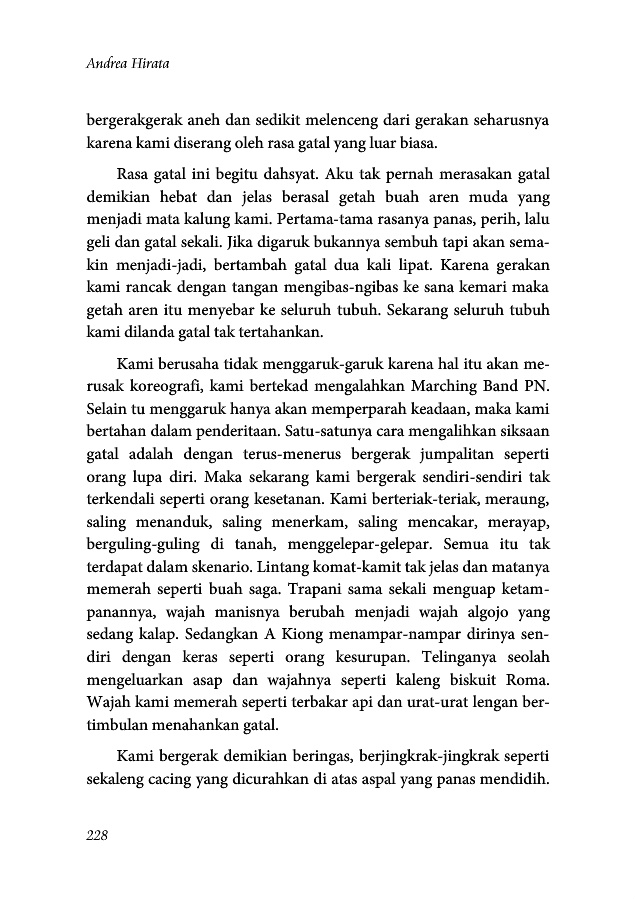 Andrea Hirata
bergerakgerak aneh dan sedikit melenceng dari gerakan seharusnya
karena kami diserang oleh rasa gatal yang luar biasa.
Rasa gatal ini begitu dahsyat. Aku tak pernah merasakan gatal
demikian hebat dan jelas berasal getah buah aren muda yang
menjadi mata kalung kami. Pertama-tama rasanya panas, perih, lalu
geli dan gatal sekali. Jika digaruk bukannya sembuh tapi akan sema-
kin menjadi-jadi, bertambah gatal dua kali lipat. Karena gerakan
kami rancak dengan tangan mengibas-ngibas ke sana kemari maka
getah aren itu menyebar ke seluruh tubuh. Sekarang seluruh tubuh
kami dilanda gatal tak tertahankan.
Kami berusaha tidak menggaruk-garuk karena hal itu akan me-
rusak koreografi, kami bertekad mengalahkan Marching Band PN.
Selain tu menggaruk hanya akan memperparah keadaan, maka kami
bertahan dalam penderitaan. Satu-satunya cara mengalihkan siksaan
gatal adalah dengan terus-menerus bergerak jumpalitan seperti
orang lupa diri. Maka sekarang kami bergerak sendiri-sendiri tak
terkendali seperti orang kesetanan. Kami berteriak-teriak, meraung,
saling menanduk, saling menerkam, saling mencakar, merayap,
berguling-guling di tanah, menggelepar-gelepar. Semua itu tak
terdapat dalam skenario. Lintang komat-kamit tak jelas dan matanya
memerah seperti buah saga. Trapani sama sekali menguap ketam-
panannya, wajah manisnya berubah menjadi wajah algojo yang
sedang kalap. Sedangkan A Kiong menampar-nampar dirinya sen-
diri dengan keras seperti orang kesurupan. Telinganya seolah
mengeluarkan asap dan wajahnya seperti kaleng biskuit Roma.
Wajah kami memerah seperti terbakar api dan urat-urat lengan ber-
timbulan menahankan gatal.
Kami bergerak demikian beringas, berjingkrak-jingkrak seperti
sekaleng cacing yang dicurahkan di atas aspal yang panas mendidih.
228